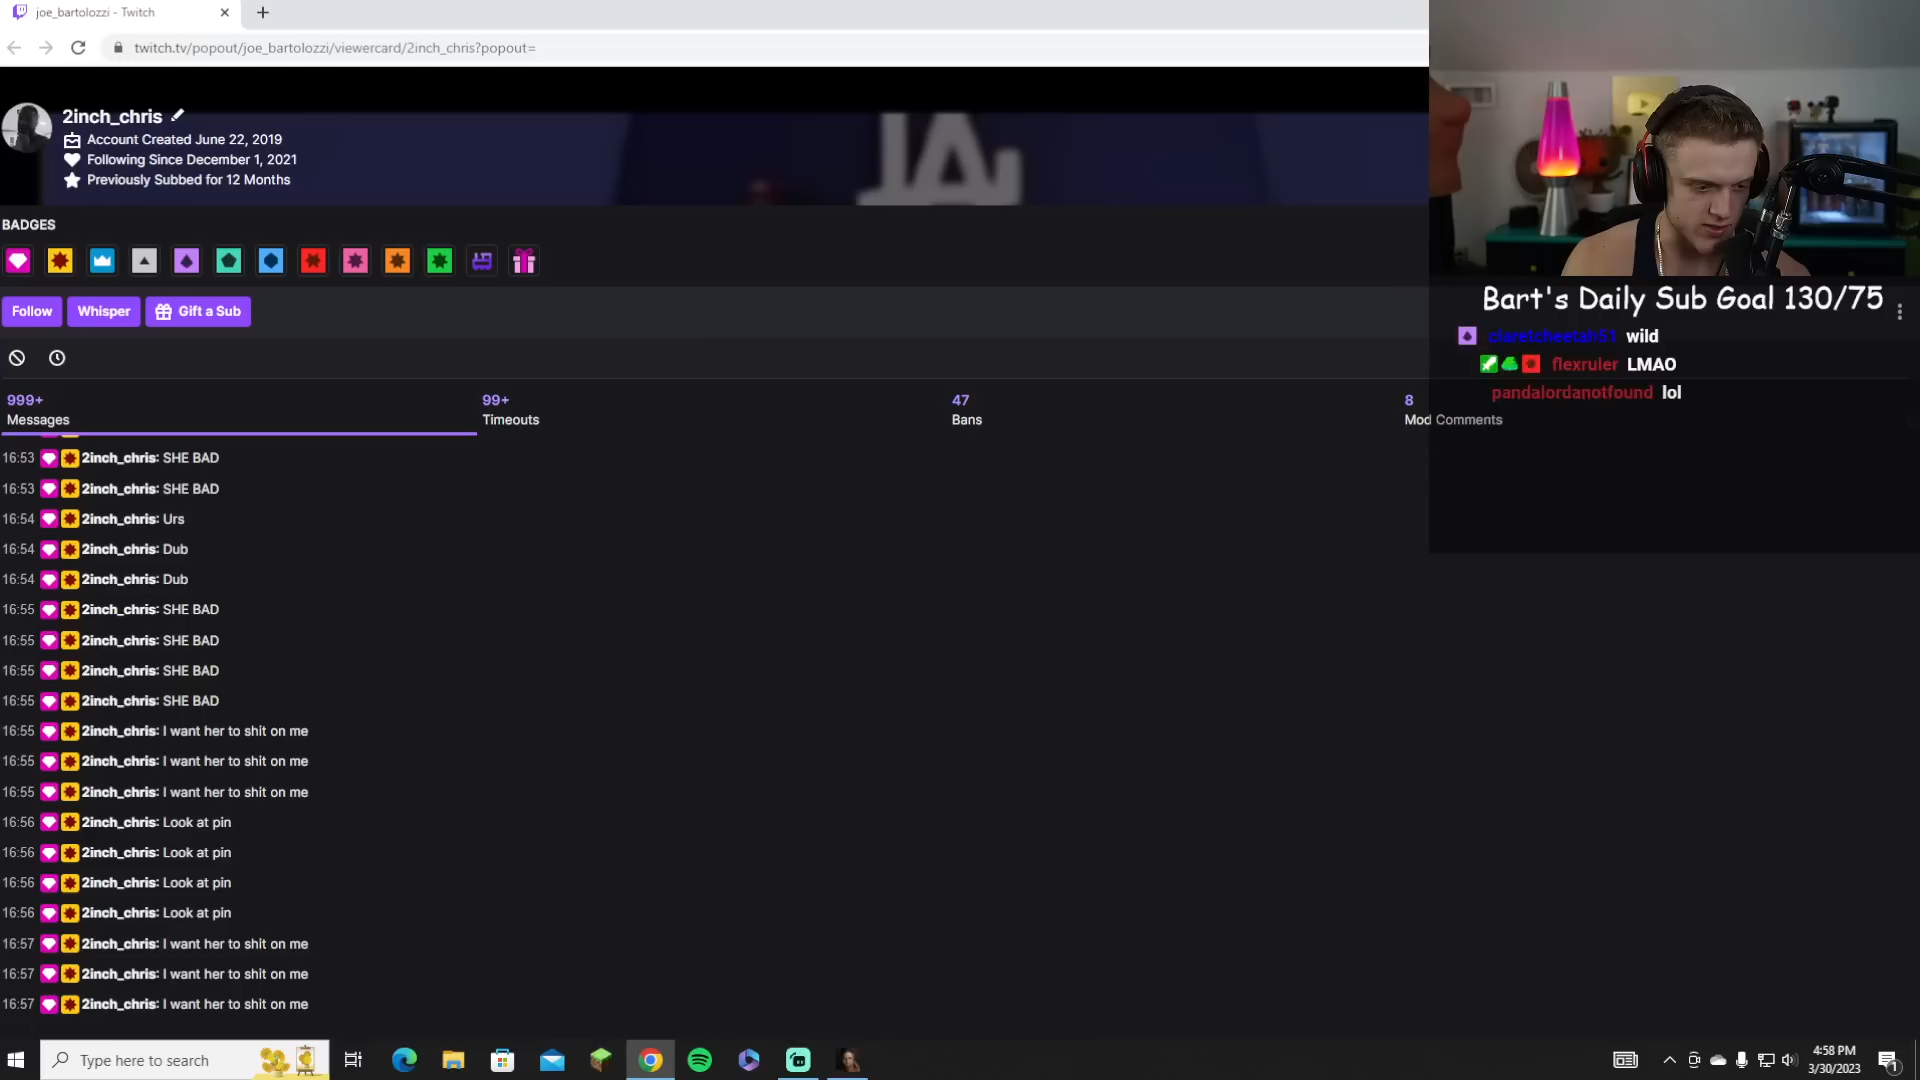 joe_bartolozzi - Twitch
twitch.tv/popout/joe_bartolozzi/viewercard/2inch_chris?popout=
2inch_chris
Account Created June 22, 2019
Following Since December 1, 2021
Previously Subbed for 12 Months
LA
BADGES
Follow
Whisper
Gift a Sub
999+
Messages
99+
Timeouts
47
Bans
8
Mod Comments
16:53 2inch_chris: SHE BAD
16:53 2inch_chris: SHE BAD
16:54 2inch_chris: Urs
16:54 2inch_chris: Dub
16:54 2inch_chris: Dub
16:55 2inch_chris: SHE BAD
16:55 2inch_chris: SHE BAD
16:55 2inch_chris: SHE BAD
16:55 2inch_chris: SHE BAD
16:55 2inch_chris: I want her to shit on me
16:55 2inch_chris: I want her to shit on me
16:55 2inch_chris: I want her to shit on me
16:56 2inch_chris: Look at pin
16:56 2inch_chris: Look at pin
16:56 2inch_chris: Look at pin
16:56 2inch_chris: Look at pin
16:57 2inch_chris: I want her to shit on me
16:57 2inch_chris: I want her to shit on me
16:57 2inch_chris: I want her to shit on me
Bart's Daily Sub Goal 130/75
claretcheetah51 wild
flexruler LMAO
pandalordanotfound lol
Type here to search
4:58 PM
3/30/2023
1